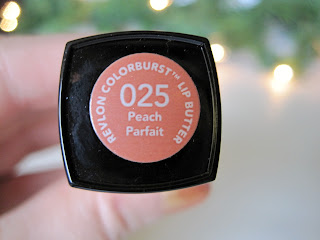 REVLON COLORBURST™ LIP BUTTER
025
Peach
Parfait